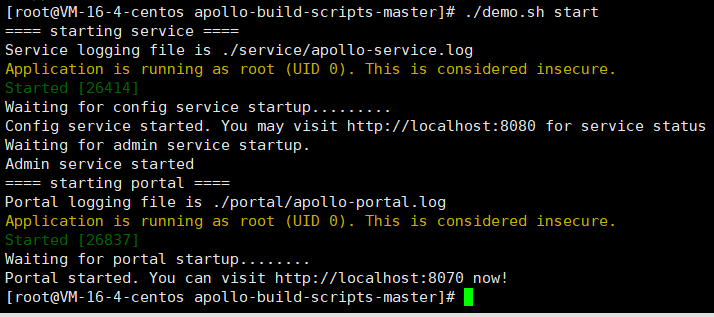 [root@VM-16-4-centos apollo-build-scripts-master]# ./demo.sh start
==== starting service ====
Service logging file is ./service/apollo-service.log
Application is running as root (UID 0). This is considered insecure.
Started [26414]
Waiting for config service startup.........
Config service started. You may visit http://localhost:8080 for service status
Waiting for admin service startup.
Admin service started
==== starting portal ====
Portal logging file is ./portal/apollo-portal.log
Application is running as root (UID 0). This is considered insecure.
Started [26837]
Waiting for portal startup........
Portal started. You can visit http://localhost:8070 now!
[root@VM-16-4-centos apollo-build-scripts-master]#